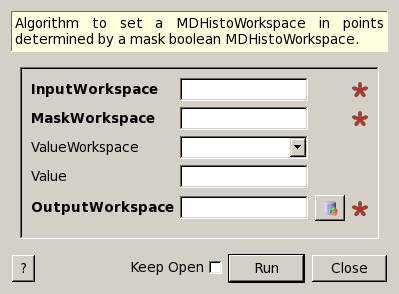 Algorithm to set a MDHistoWorkspace in points
determined by a mask boolean MDHistoWorkspace.
InputWorkspace
MaskWorkspace
ValueWorkspace
Value
OutputWorkspace
? Keep Open Run Close